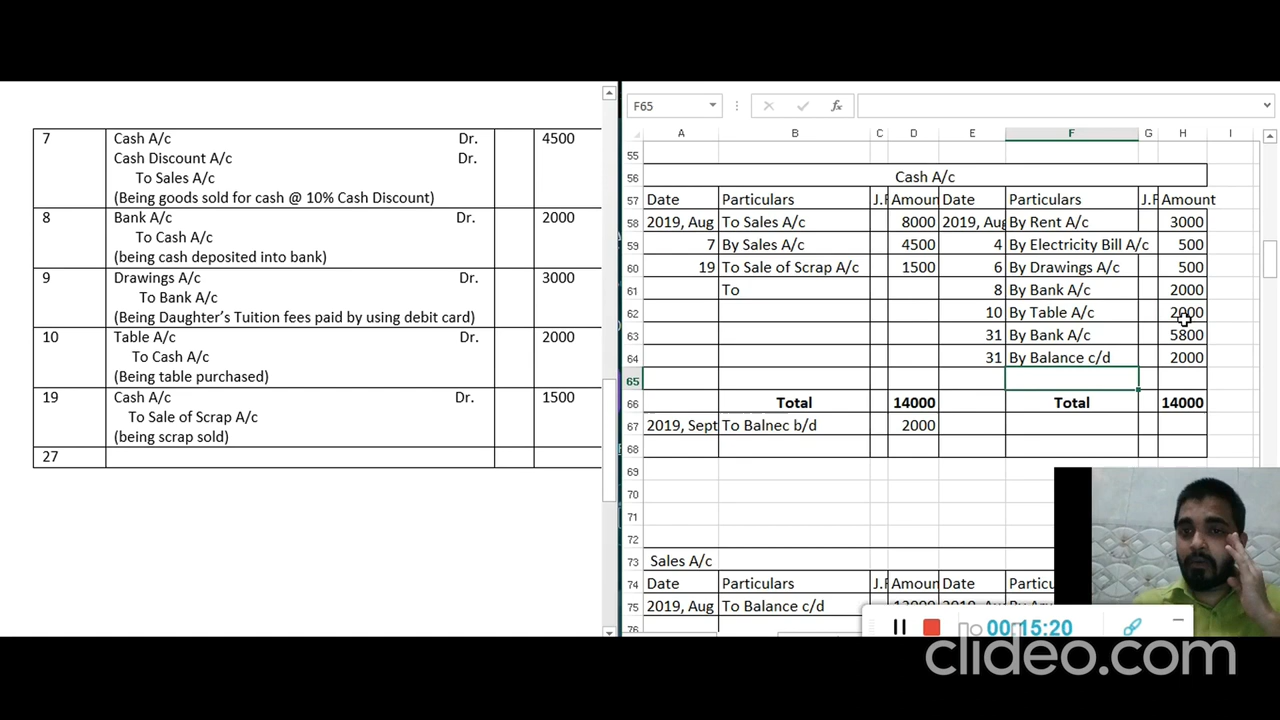 7 Cash A/c Dr. 4500
Cash Discount A/c Dr.
To Sales A/c
(Being goods sold for cash @ 10% Cash Discount)
8 Bank A/c Dr. 2000
To Cash A/c
(being cash deposited into bank)
9 Drawings A/c Dr. 3000
To Bank A/c
(Being Daughter's Tuition fees paid by using debit card)
10 Table A/c Dr. 2000
To Cash A/c
(Being table purchased)
19 Cash A/c Dr. 1500
To Sale of Scrap A/c
(being scrap sold)
27
F65 fx
A B C D E F G H I
55
56 Cash A/c
57 Date Particulars J.F Amoun Date Particulars J.F Amount
58 2019, Aug To Sales A/c 8000 2019, Aug By Rent A/c 3000
59 7 By Sales A/c 4500 4 By Electricity Bill A/c 500
60 19 To Sale of Scrap A/c 1500 6 By Drawings A/c 500
61 To 8 By Bank A/c 2000
62 10 By Table A/c 2000
63 31 By Bank A/c 5800
64 31 By Balance c/d 2000
65
66 Total 14000 Total 14000
67 2019, Sept To Balnec b/d 2000
68
69
70
71
72
73 Sales A/c
74 Date Particulars J.F Amoun Date Particu
75 2019, Aug To Balance c/d
76
00:15:20
clideo.com